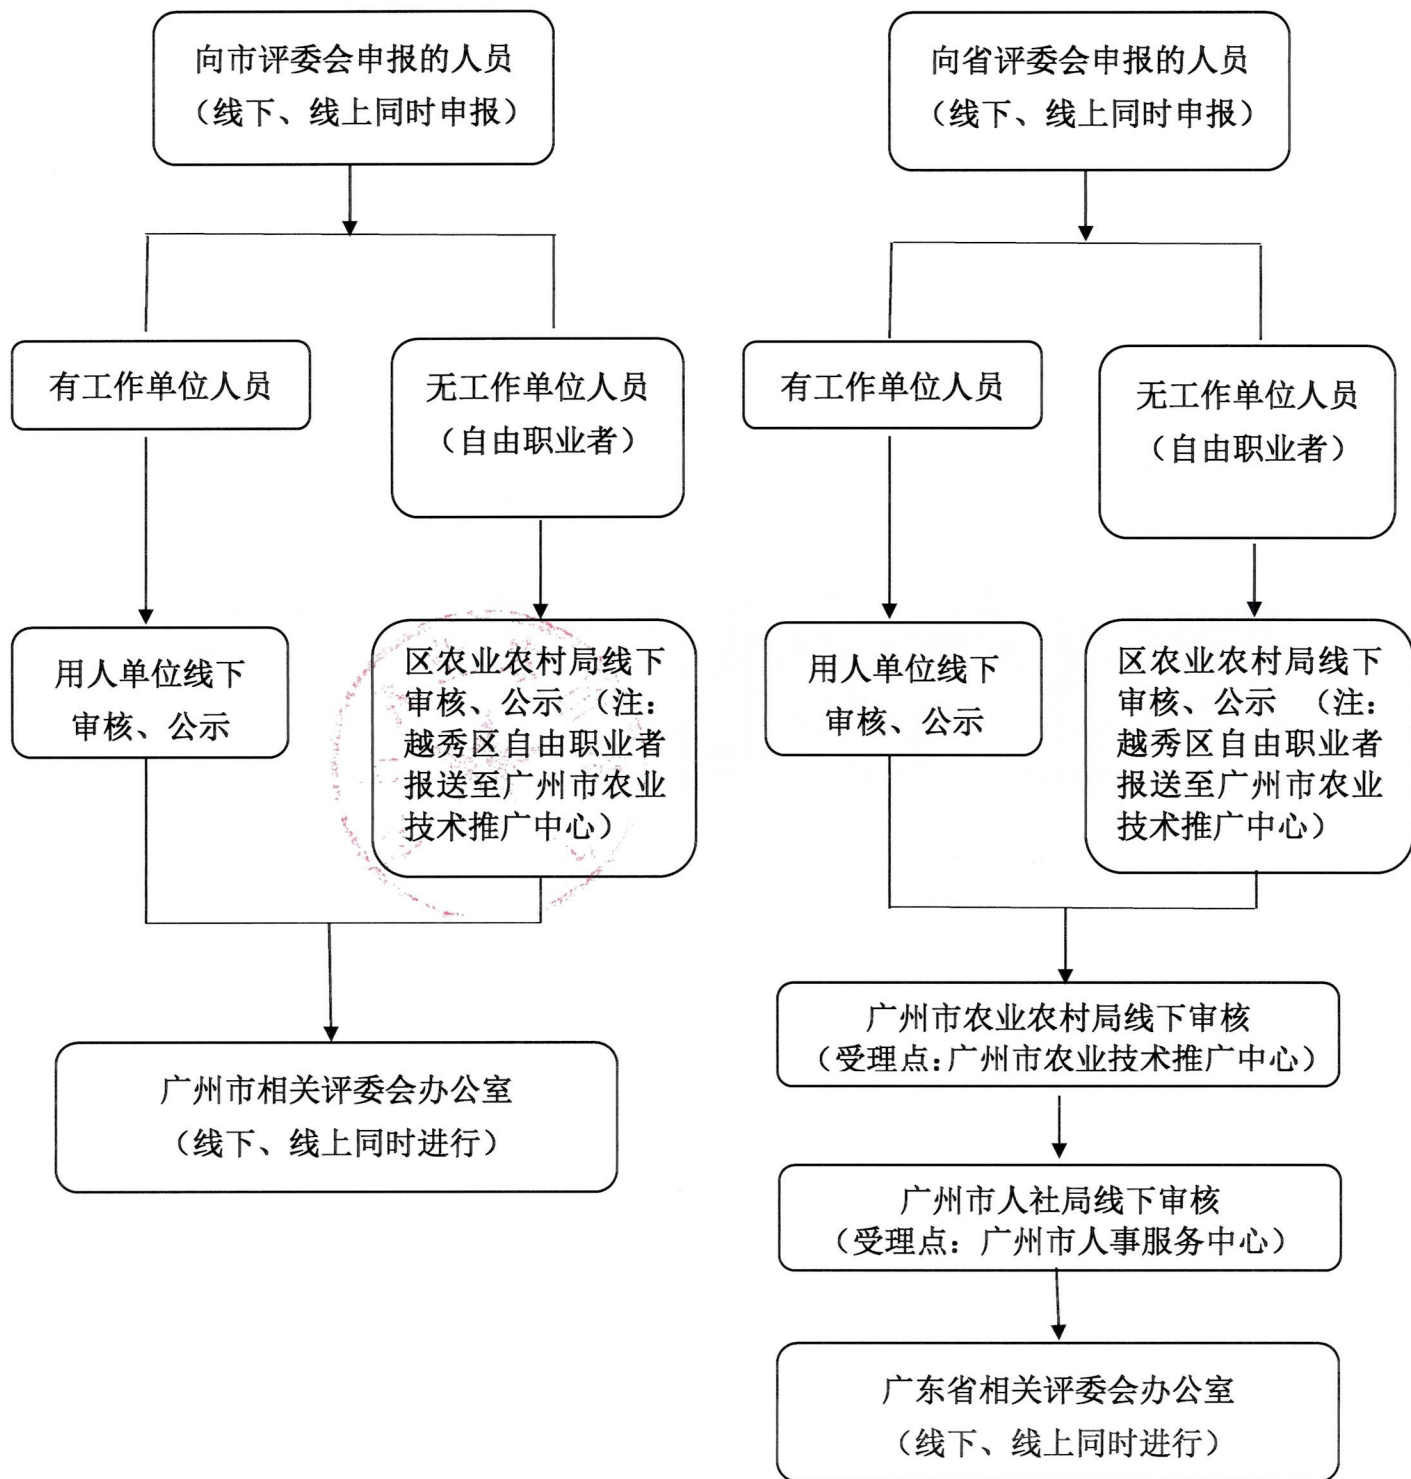 向市评委会申报的人员
（线下、线上同时申报）
有工作单位人员
无工作单位人员
（自由职业者）
用人单位线下
审核、公示
区农业农村局线下
审核、公示 （注：
越秀区自由职业者
报送至广州市农业
技术推广中心）
广州市相关评委会办公室
（线下、线上同时进行）
向省评委会申报的人员
（线下、线上同时申报）
有工作单位人员
无工作单位人员
（自由职业者）
用人单位线下
审核、公示
区农业农村局线下
审核、公示 （注：
越秀区自由职业者
报送至广州市农业
技术推广中心）
广州市农业农村局线下审核
（受理点：广州市农业技术推广中心）
广州市人社局线下审核
（受理点：广州市人事服务中心）
广东省相关评委会办公室
（线下、线上同时进行）